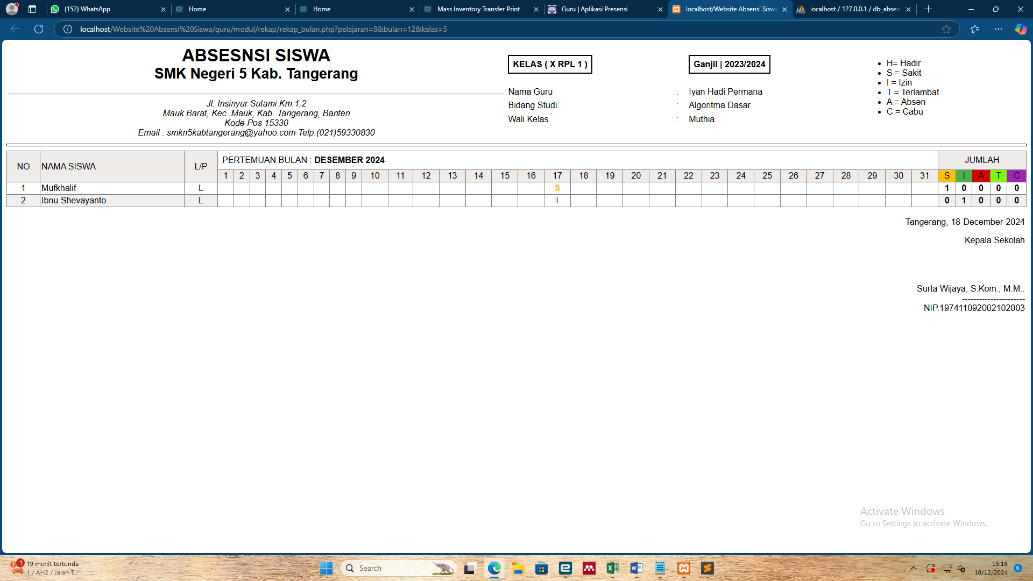 (152) WhatsApp
Home
Home
Mass Inventory Transfer Print
Guru | Aplikasi Presensi
localhost/Website Absensi Sisw
localhost / 127.0.0.1 / db_absen
localhost/Website%20Absensi%20Siswa/guru/modul/rekap/rekap_bulan.php?pelajaran=8&bulan=12&kelas=5
ABSESNSI SISWA
SMK Negeri 5 Kab. Tangerang
Jl. Insinyur Sutami Km.1,2
Mauk Barat, Kec. Mauk, Kab. Tangerang, Banten
Kode Pos 15330
Email : smkn5kabtangerang@yahoo.com Telp.(021)59330830
KELAS ( X RPL 1 )
Ganjil | 2023/2024
Nama Guru : Iyan Hadi Permana
Bidang Studi : Algoritma Dasar
Wali Kelas : Muthia
H= Hadir
S = Sakit
I = Izin
T = Terlambat
A = Absen
C = Cabu
NO NAMA SISWA L/P PERTEMUAN BULAN : DESEMBER 2024 JUMLAH
1 2 3 4 5 6 7 8 9 10 11 12 13 14 15 16 17 18 19 20 21 22 23 24 25 26 27 28 29 30 31 S I A T C
1 Mufkhalif L S 1 0 0 0 0
2 Ibnu Shevayanto L I 0 1 0 0 0
Tangerang, 18 December 2024
Kepala Sekolah
Surta Wijaya, S.Kom., M.M..
---------------------
NIP.197411092002102003
Activate Windows
Go to Settings to activate Windows.
1
19 menit tertunda
1 / AH2 / Jalan T...
Search
15:16
18/12/2024
6